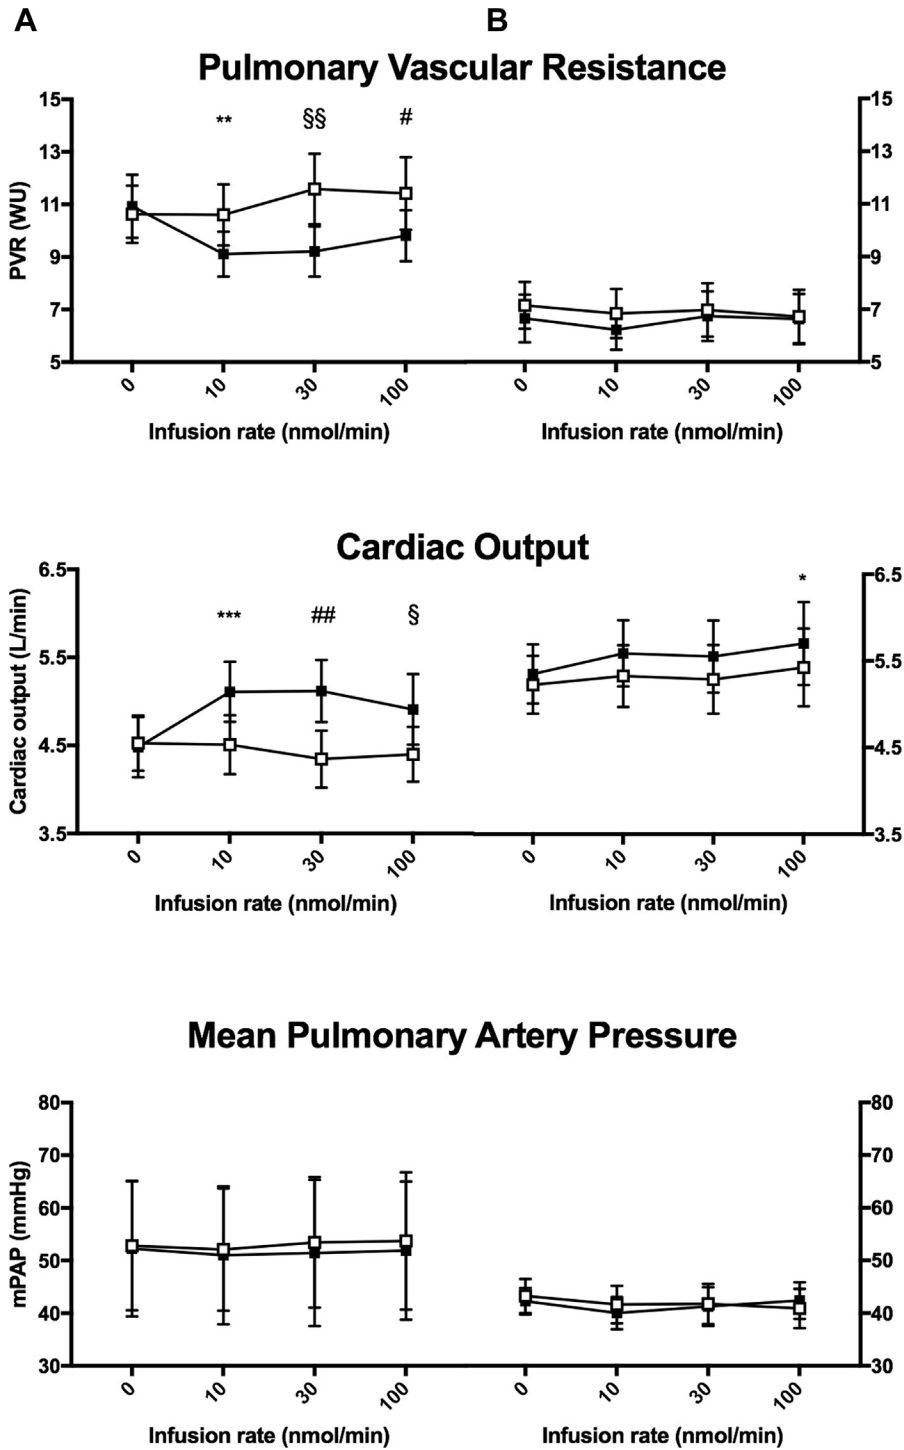 A B
Pulmonary Vascular Resistance
PVR (WU)
15 15
** §§ #
13 13
11 11
9 9
7 7
5 5
0 10 30 100 0 10 30 100
Infusion rate (nmol/min) Infusion rate (nmol/min)
Cardiac Output
Cardiac output (L/min)
6.5 6.5
*** ## § *
5.5 5.5
4.5 4.5
3.5 3.5
0 10 30 100 0 10 30 100
Infusion rate (nmol/min) Infusion rate (nmol/min)
Mean Pulmonary Artery Pressure
mPAP (mmHg)
80 80
70 70
60 60
50 50
40 40
30 30
0 10 30 100 0 10 30 100
Infusion rate (nmol/min) Infusion rate (nmol/min)